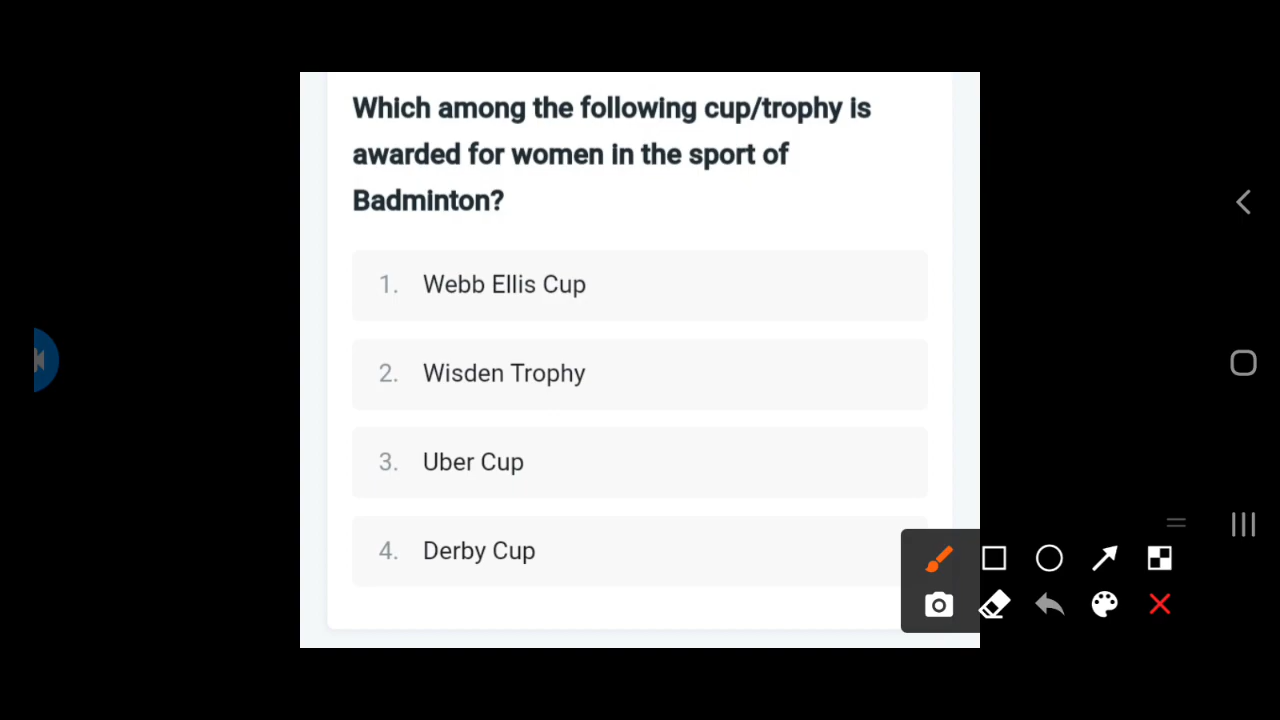 Which among the following cup/trophy is
awarded for women in the sport of
Badminton?
1. Webb Ellis Cup
2. Wisden Trophy
3. Uber Cup
4. Derby Cup